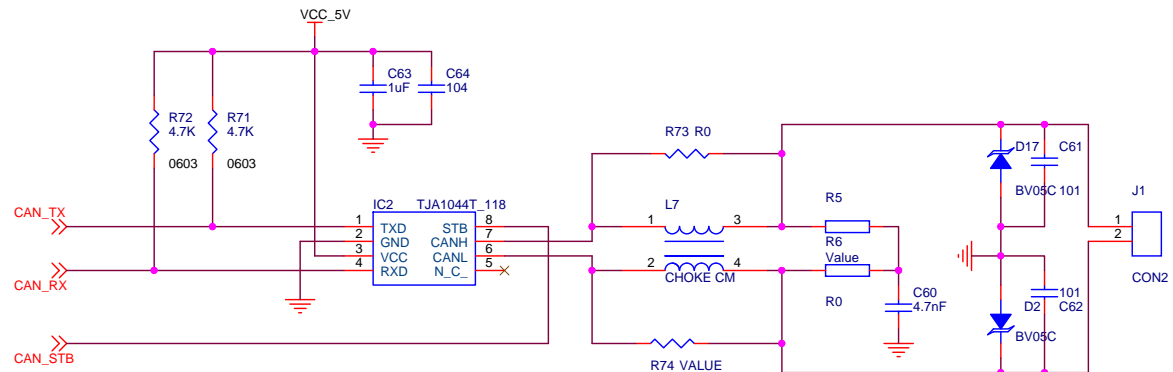 VCC_5V
C63
1uF
C64
104
R72
4.7K
0603
R71
4.7K
0603
R73 R0
D17
C61
BV05C 101
J1
1
2
CON2
CAN_TX
IC2 TJA1044T_118
1 TXD STB 8
2 GND CANH 7
3 VCC CANL 6
4 RXD N_C_ 5
L7
1 3
2 4
CHOKE CM
R5
R6
Value
R0
CAN_RX
C60
4.7nF
101
D2 C62
BV05C
CAN_STB
R74 VALUE